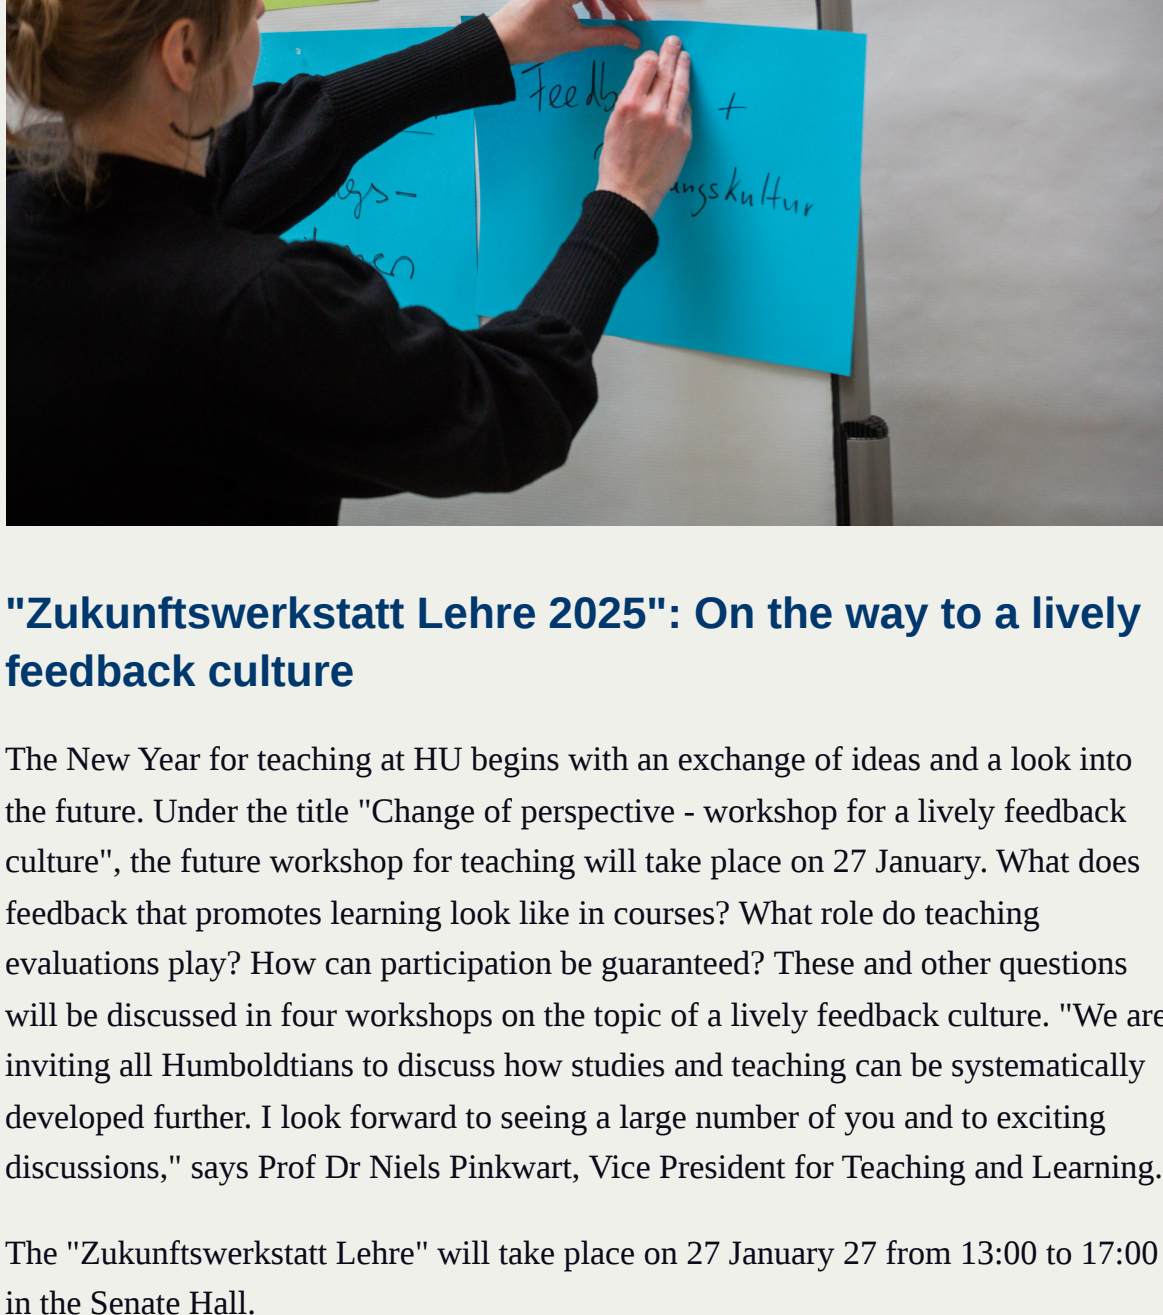 +
"Zukunftswerkstatt Lehre 2025": On the way to a lively
feedback culture
The New Year for teaching at HU begins with an exchange of ideas and a look into
the future. Under the title "Change of perspective - workshop for a lively feedback
culture", the future workshop for teaching will take place on 27 January. What does
feedback that promotes learning look like in courses? What role do teaching
evaluations play? How can participation be guaranteed? These and other questions
will be discussed in four workshops on the topic of a lively feedback culture. "We are
inviting all Humboldtians to discuss how studies and teaching can be systematically
developed further. I look forward to seeing a large number of you and to exciting
discussions," says Prof Dr Niels Pinkwart, Vice President for Teaching and Learning.
The "Zukunftswerkstatt Lehre" will take place on 27 January 27 from 13:00 to 17:00
in the Senate Hall.